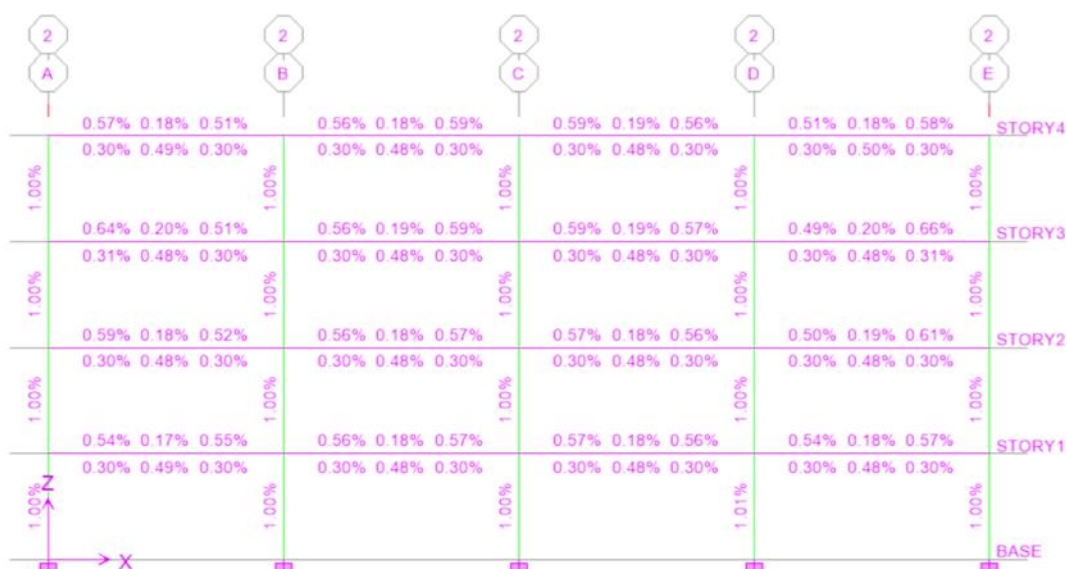 2 2 2 2 2
A B C D E
0.57% 0.18% 0.51% 0.56% 0.18% 0.59% 0.59% 0.19% 0.56% 0.51% 0.18% 0.58% STORY4
0.30% 0.49% 0.30% 0.30% 0.48% 0.30% 0.30% 0.48% 0.30% 0.30% 0.50% 0.30%
1.00% 1.00% 1.00% 1.00% 1.00%
0.64% 0.20% 0.51% 0.56% 0.19% 0.59% 0.59% 0.19% 0.57% 0.49% 0.20% 0.66% STORY3
0.31% 0.48% 0.30% 0.30% 0.48% 0.30% 0.30% 0.48% 0.30% 0.30% 0.48% 0.31%
1.00% 1.00% 1.00% 1.00% 1.00%
0.59% 0.18% 0.52% 0.56% 0.18% 0.57% 0.57% 0.18% 0.56% 0.50% 0.19% 0.61% STORY2
0.30% 0.48% 0.30% 0.30% 0.48% 0.30% 0.30% 0.48% 0.30% 0.30% 0.48% 0.30%
1.00% 1.00% 1.00% 1.00% 1.00%
0.54% 0.17% 0.55% 0.56% 0.18% 0.57% 0.57% 0.18% 0.56% 0.54% 0.18% 0.57% STORY1
0.30% 0.49% 0.30% 0.30% 0.48% 0.30% 0.30% 0.48% 0.30% 0.30% 0.48% 0.30%
Z
1.00% 1.00% 1.00% 1.01% 1.00%
X BASE